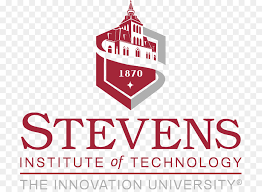 1870
STEVENS
INSTITUTE of TECHNOLOGY
THE INNOVATION UNIVERSITY®